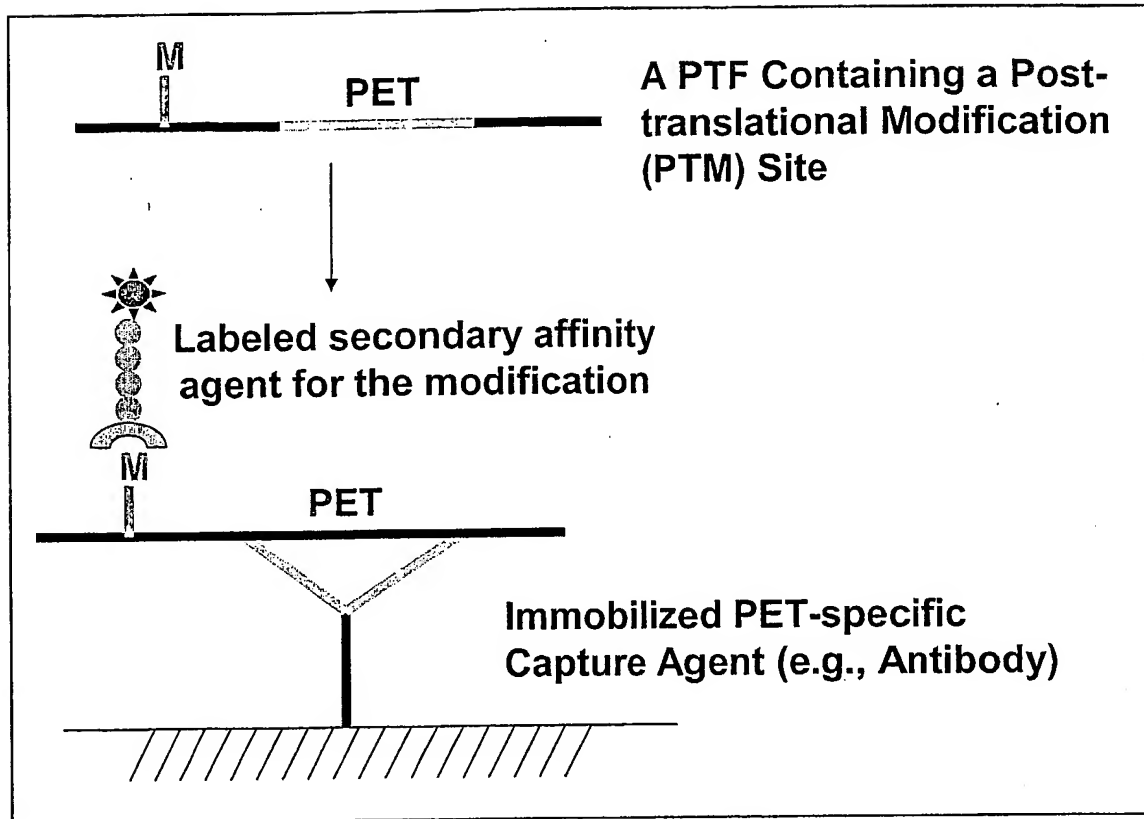 M
PET
A PTF Containing a Post-
translational Modification
(PTM) Site
Labeled secondary affinity
agent for the modification
M
PET
Immobilized PET-specific
Capture Agent (e.g., Antibody)